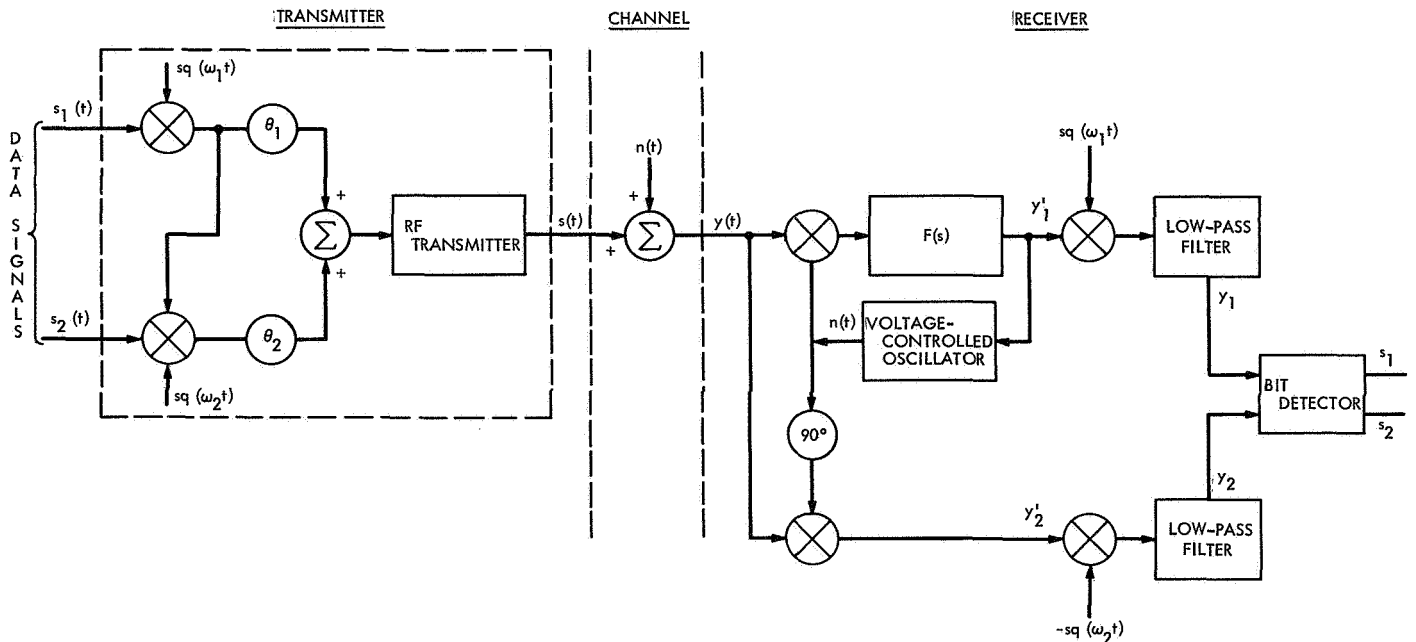 TRANSMITTER
CHANNEL
RECEIVER
sq (ω₁t)
s₁ (t)
θ₁
DATA SIGNALS
+
Σ
+
RF
TRANSMITTER
s(t)
s₂ (t)
θ₂
sq (ω₂t)
n(t)
+
Σ
+
y(t)
F(s)
y'₁
sq (ω₁t)
LOW-PASS
FILTER
y₁
n(t)
VOLTAGE-
CONTROLLED
OSCILLATOR
90°
BIT
DETECTOR
s₁
s₂
y₂
y'₂
LOW-PASS
FILTER
-sq (ω₂t)